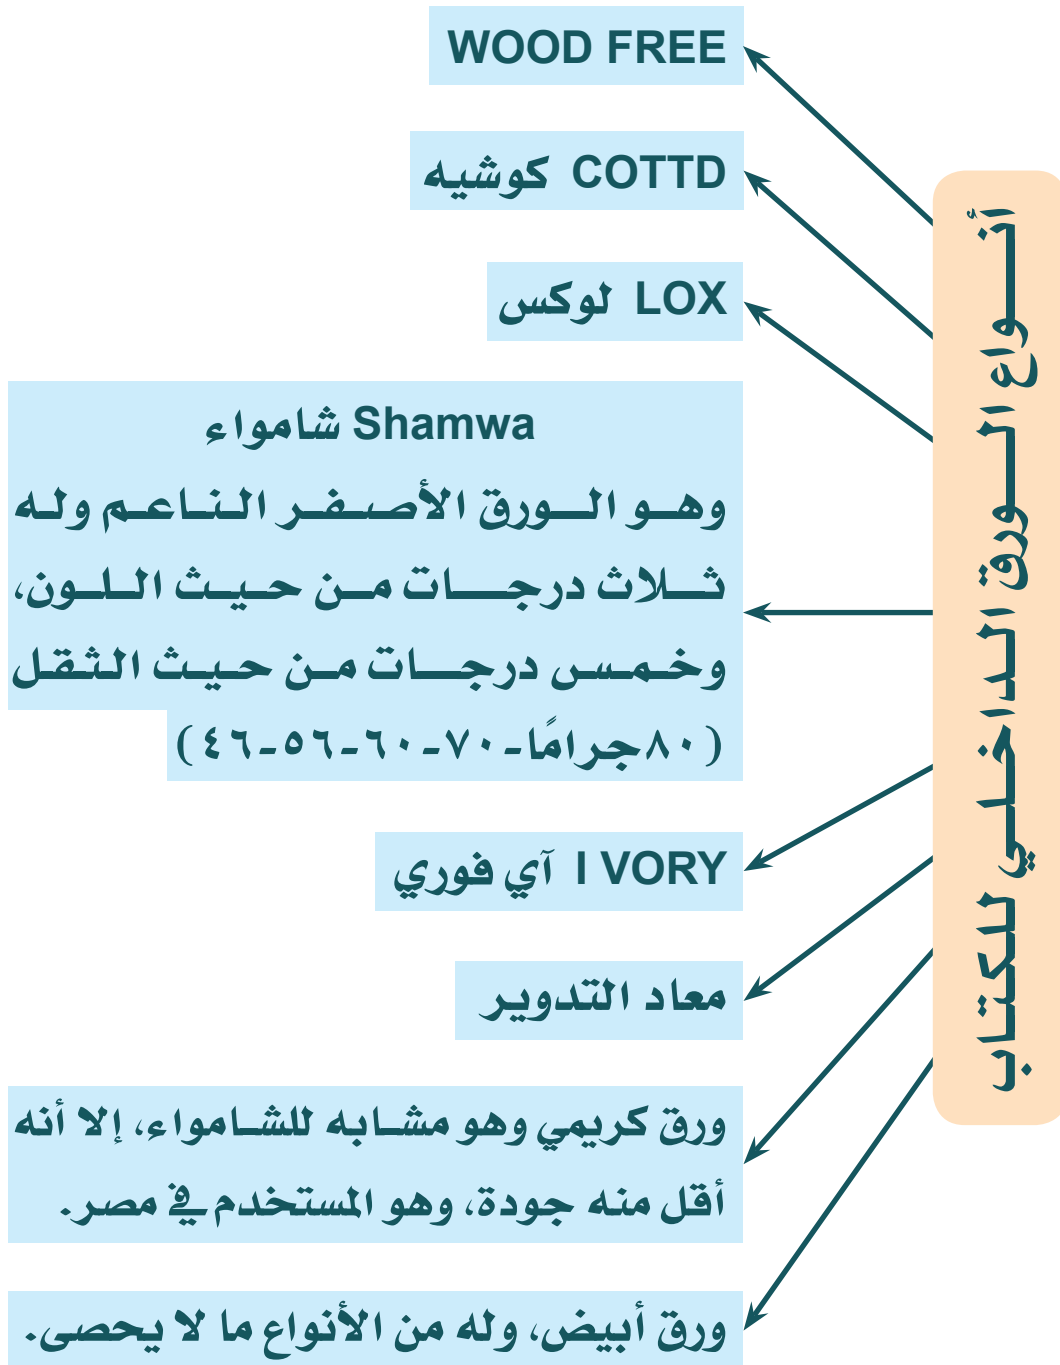 أنواع الورق الداخلي للكتاب
WOOD FREE
COTTD كوشيه
LOX لوكس
Shamwa شامواء
وهو الورق الأصفر الناعم وله
ثلاث درجات من حيث اللون،
وخمس درجات من حيث الثقل
(٨٠جرامًا-٧٠-٦٠-٥٦-٤٦)
I VORY آي فوري
معاد التدوير
ورق كريمي وهو مشابه للشامواء، إلا أنه
أقل منه جودة، وهو المستخدم في مصر.
ورق أبيض، وله من الأنواع ما لا يحصى.